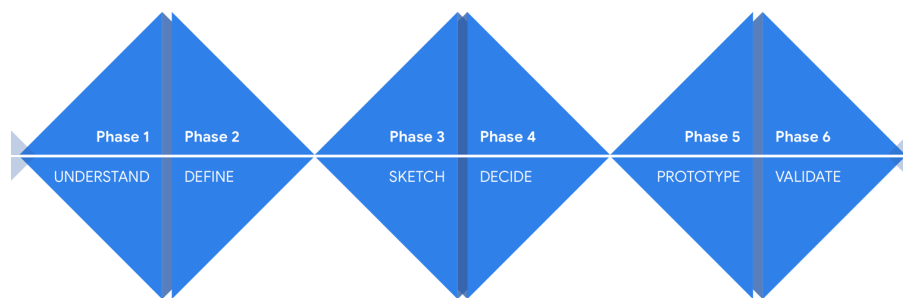 Phase 1
Phase 2
Phase 3
Phase 4
Phase 5
Phase 6
UNDERSTAND
DEFINE
SKETCH
DECIDE
PROTOTYPE
VALIDATE